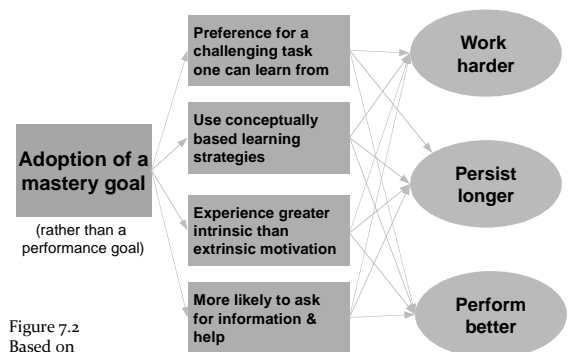 Adoption of a
mastery goal
(rather than a
performance goal)
Preference for a
challenging task
one can learn from
Use conceptually
based learning
strategies
Experience greater
intrinsic than
extrinsic motivation
More likely to ask
for information &
help
Work
harder
Persist
longer
Perform
better
Figure 7.2
Based on